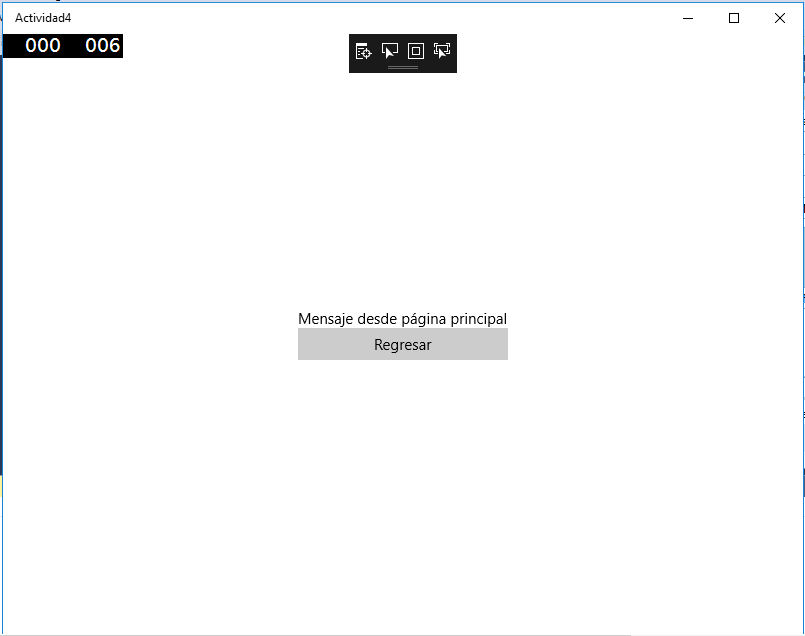 Actividad4
000 006
Mensaje desde página principal
Regresar